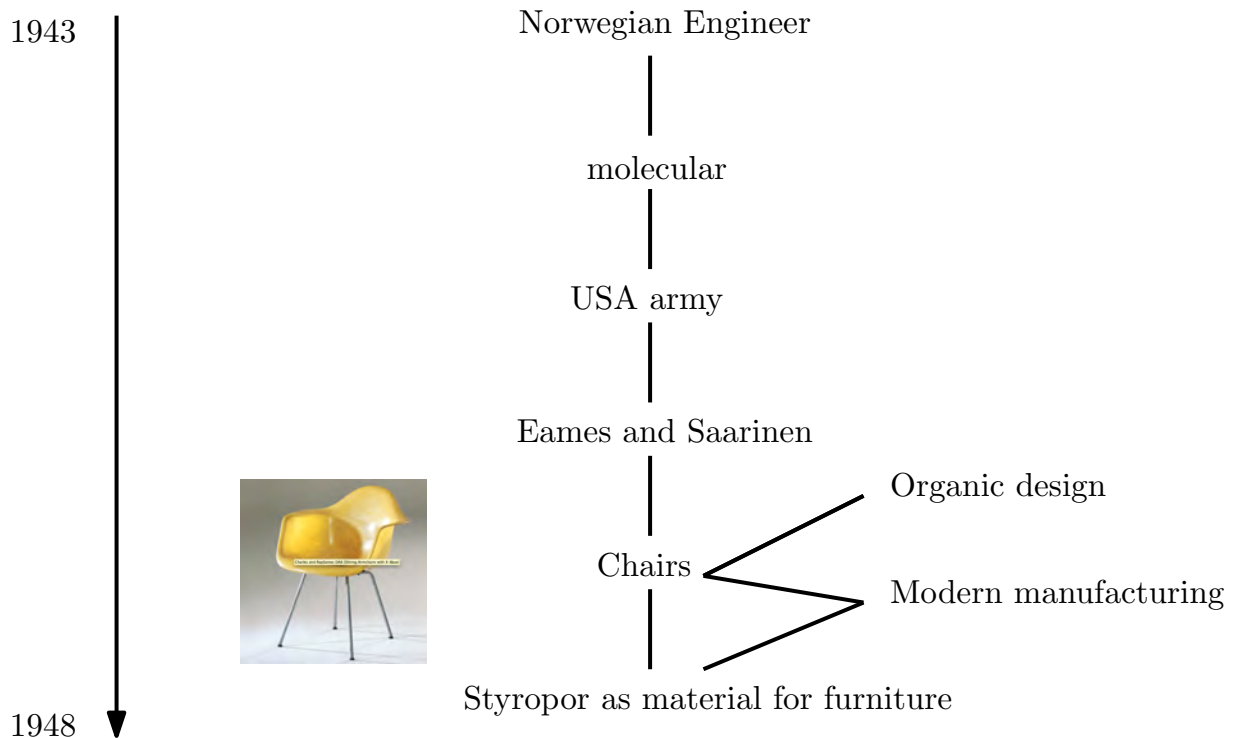 1943
Norwegian Engineer
molecular
USA army
Eames and Saarinen
Organic design
Chairs
Modern manufacturing
Styropor as material for furniture
1948